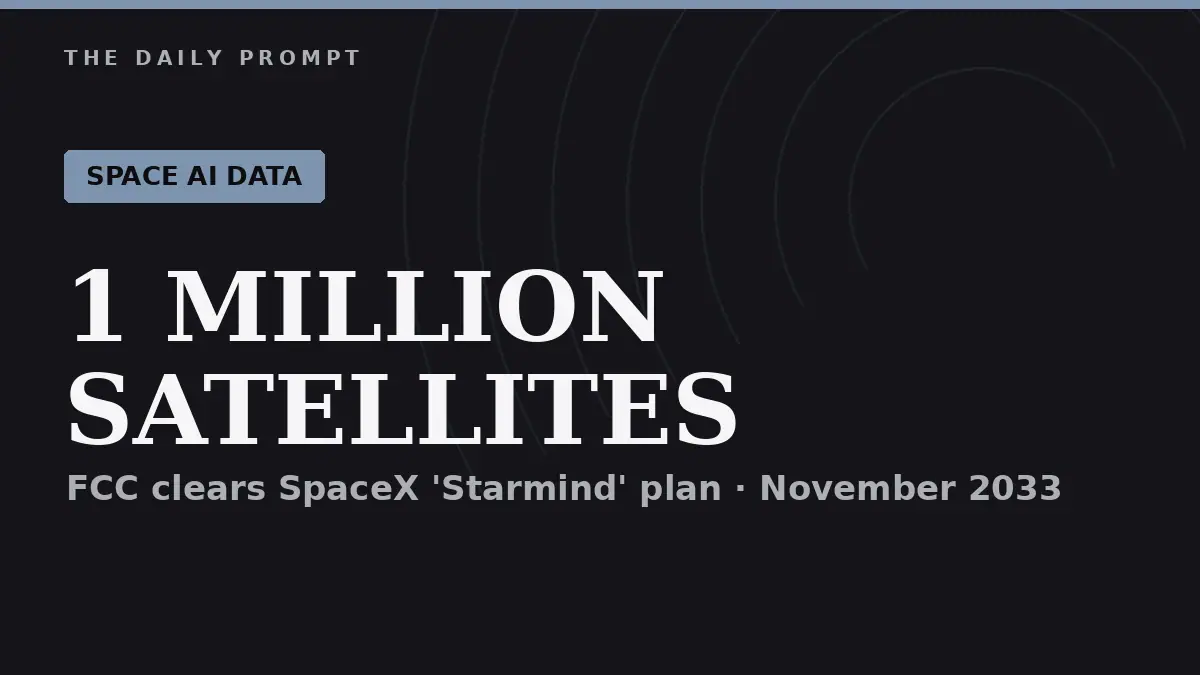 THE DAILY PROMPT
SPACE AI DATA
1 MILLION
SATELLITES
FCC clears SpaceX 'Starmind' plan · November 2033